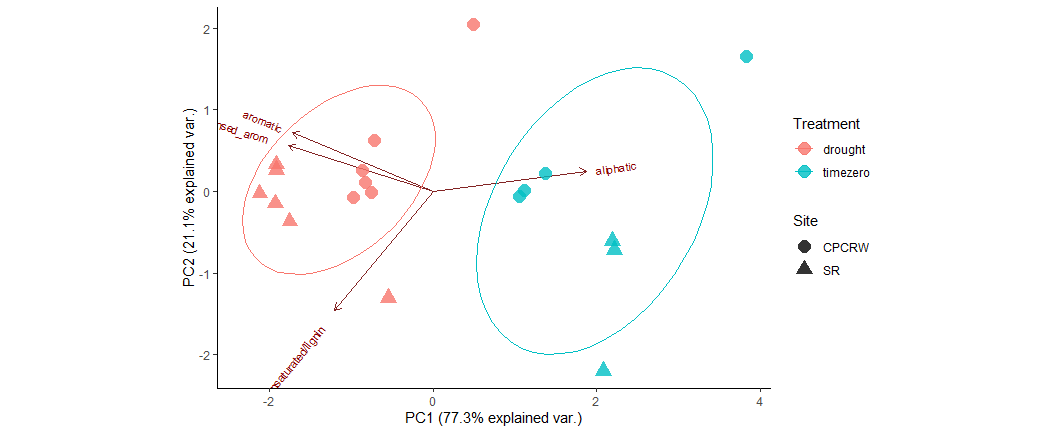 PC2 (21.1% explained var.)
2
1
0
-1
-2
aromatic
sed_arom
aliphatic
saturated/lignin
-2
0
2
4
PC1 (77.3% explained var.)
Treatment
drought
timezero
Site
CPCRW
SR